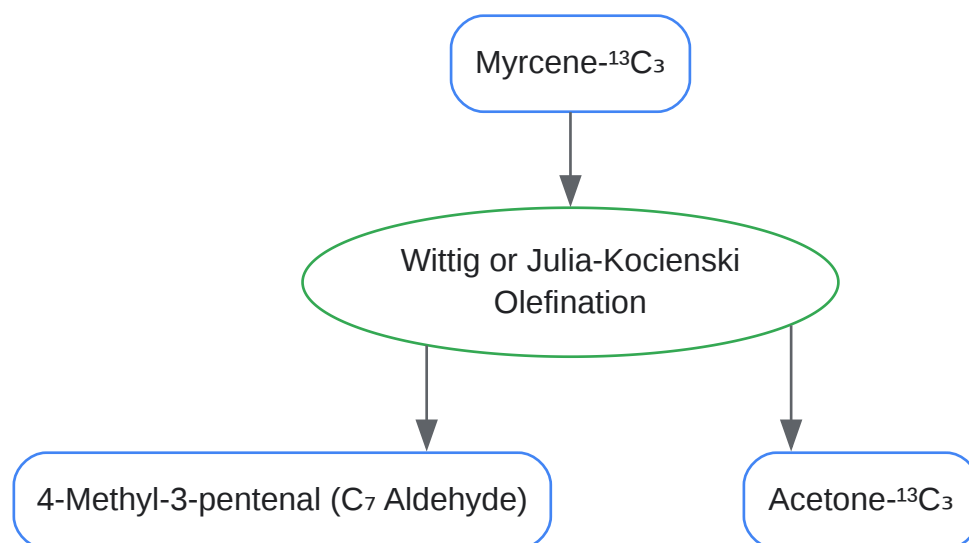 Myrcene-¹³C₃
Wittig or Julia-Kocienski
Olefination
4-Methyl-3-pentenal (C₇ Aldehyde)
Acetone-¹³C₃